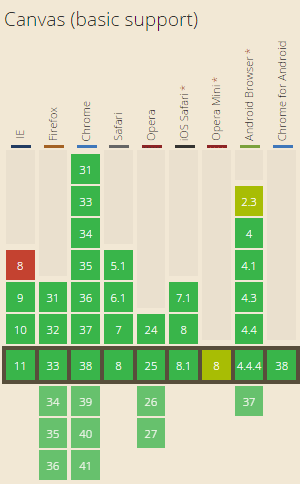 Canvas (basic support)
IE Firefox Chrome Safari Opera iOS Safari * Opera Mini * Android Browser * Chrome for Android
31
33 2.3
34 4
8 35 5.1 4.1
9 31 36 6.1 7.1 4.3
10 32 37 7 24 8 4.4
11 33 38 8 25 8.1 8 4.4.4 38
34 39 26 37
35 40 27
36 41